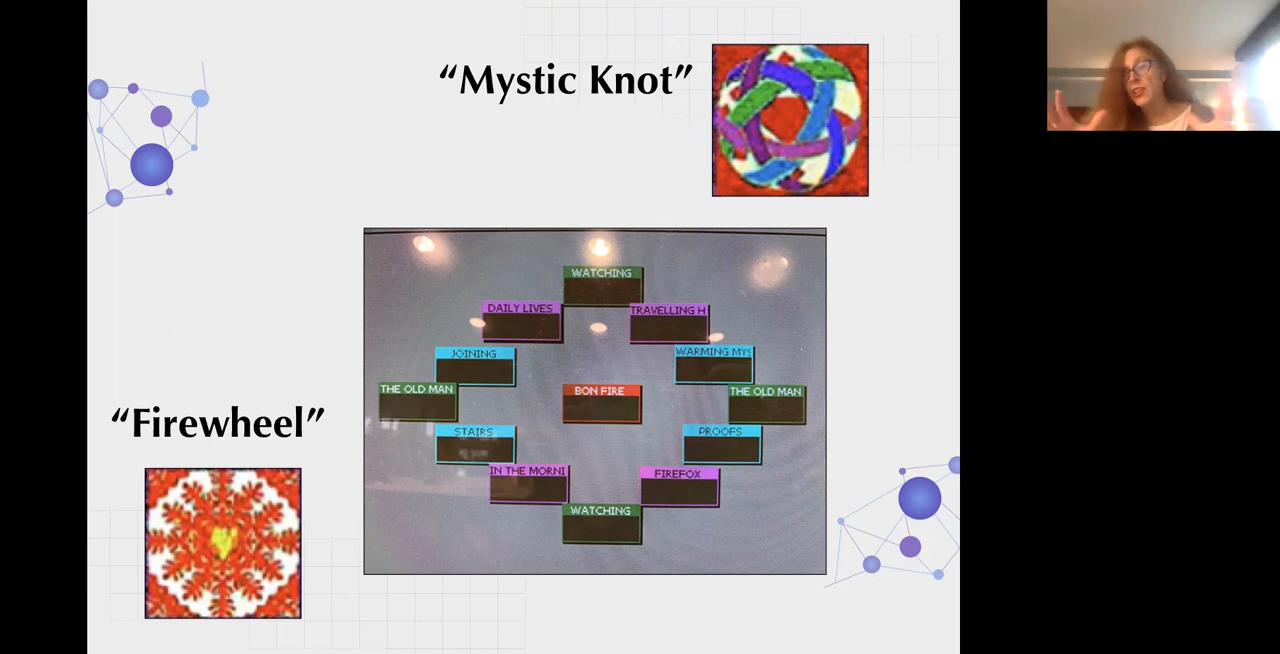 “Mystic Knot”
WATCHING
DAILY LIVES
TRAVELLING H
JOINING
WARMING MYS
THE OLD MAN
BON FIRE
THE OLD MAN
“Firewheel”
STAIRS
PROOFS
IN THE MORNI
FIREFOX
WATCHING